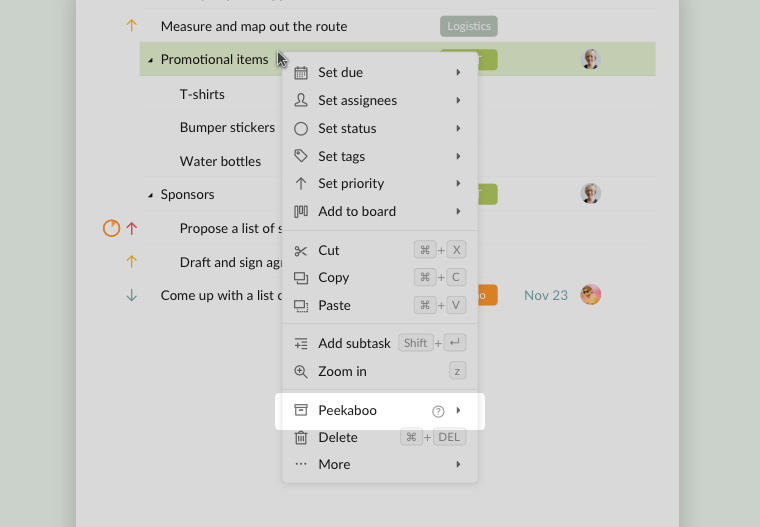 Measure and map out the route Logistics
Promotional items
Set due
T-shirts
Set assignees
Bumper stickers
Set status
Water bottles
Set tags
Set priority
Sponsors
Add to board
Propose a list of
Cut ⌘ + X
Draft and sign
Copy ⌘ + C
Come up with a list
Nov 23
Paste ⌘ + V
Add subtask Shift + ↵
Zoom in z
Peekaboo ?
Delete ⌘ + DEL
More